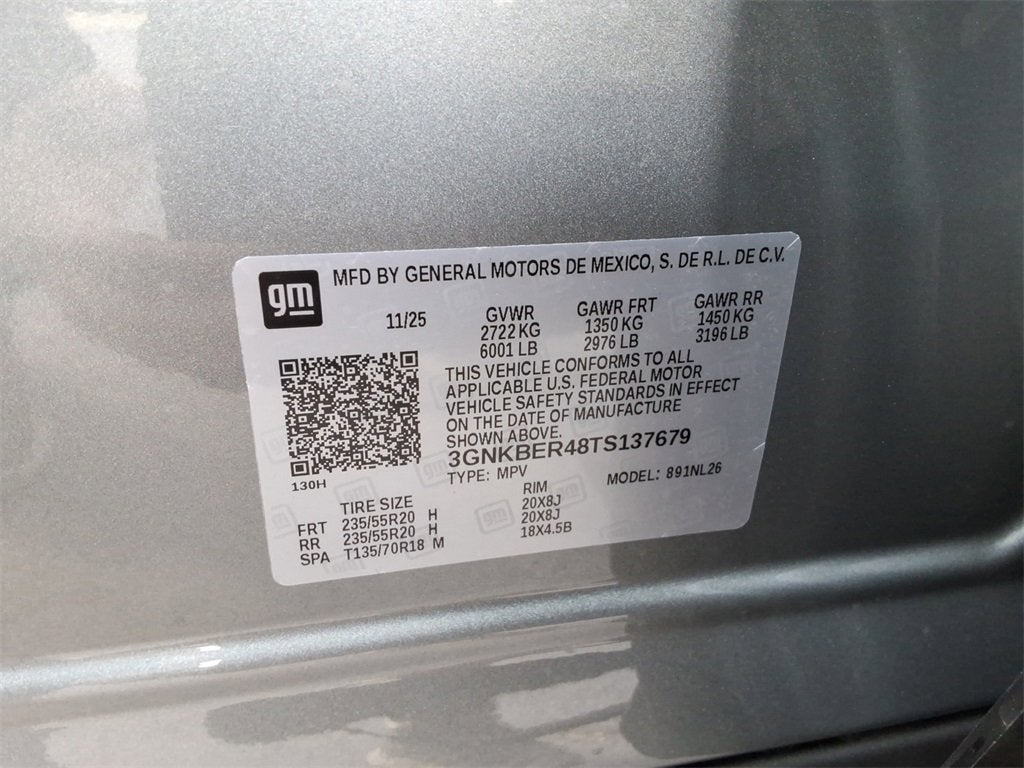 gm
MFD BY GENERAL MOTORS DE MEXICO, S. DE R.L. DE C.V.
11/25
GVWR GAWR FRT GAWR RR
2722 KG 1350 KG 1450 KG
6001 LB 2976 LB 3196 LB
THIS VEHICLE CONFORMS TO ALL
APPLICABLE U.S. FEDERAL MOTOR
VEHICLE SAFETY STANDARDS IN EFFECT
ON THE DATE OF MANUFACTURE
SHOWN ABOVE.
3GNKBER48TS137679
TYPE: MPV MODEL: 891NL26
130H
TIRE SIZE RIM
FRT 235/55R20 H 20X8J
RR 235/55R20 H 20X8J
SPA T135/70R18 M 18X4.5B